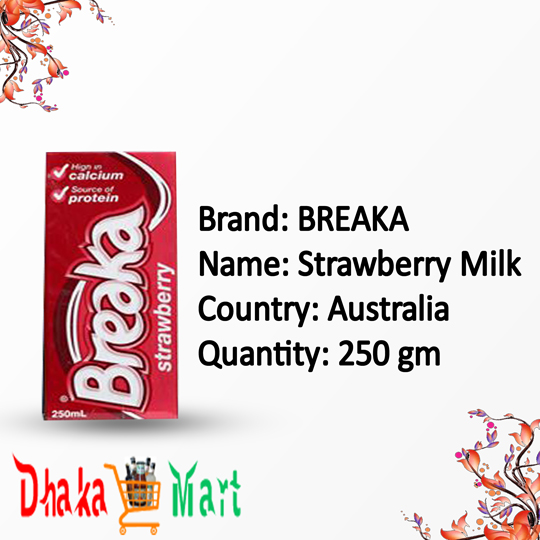 High in
calcium
Source of
protein
Breaka
®
strawberry
250mL
Brand: BREAKA
Name: Strawberry Milk
Country: Australia
Quantity: 250 gm
Dhaka Mart